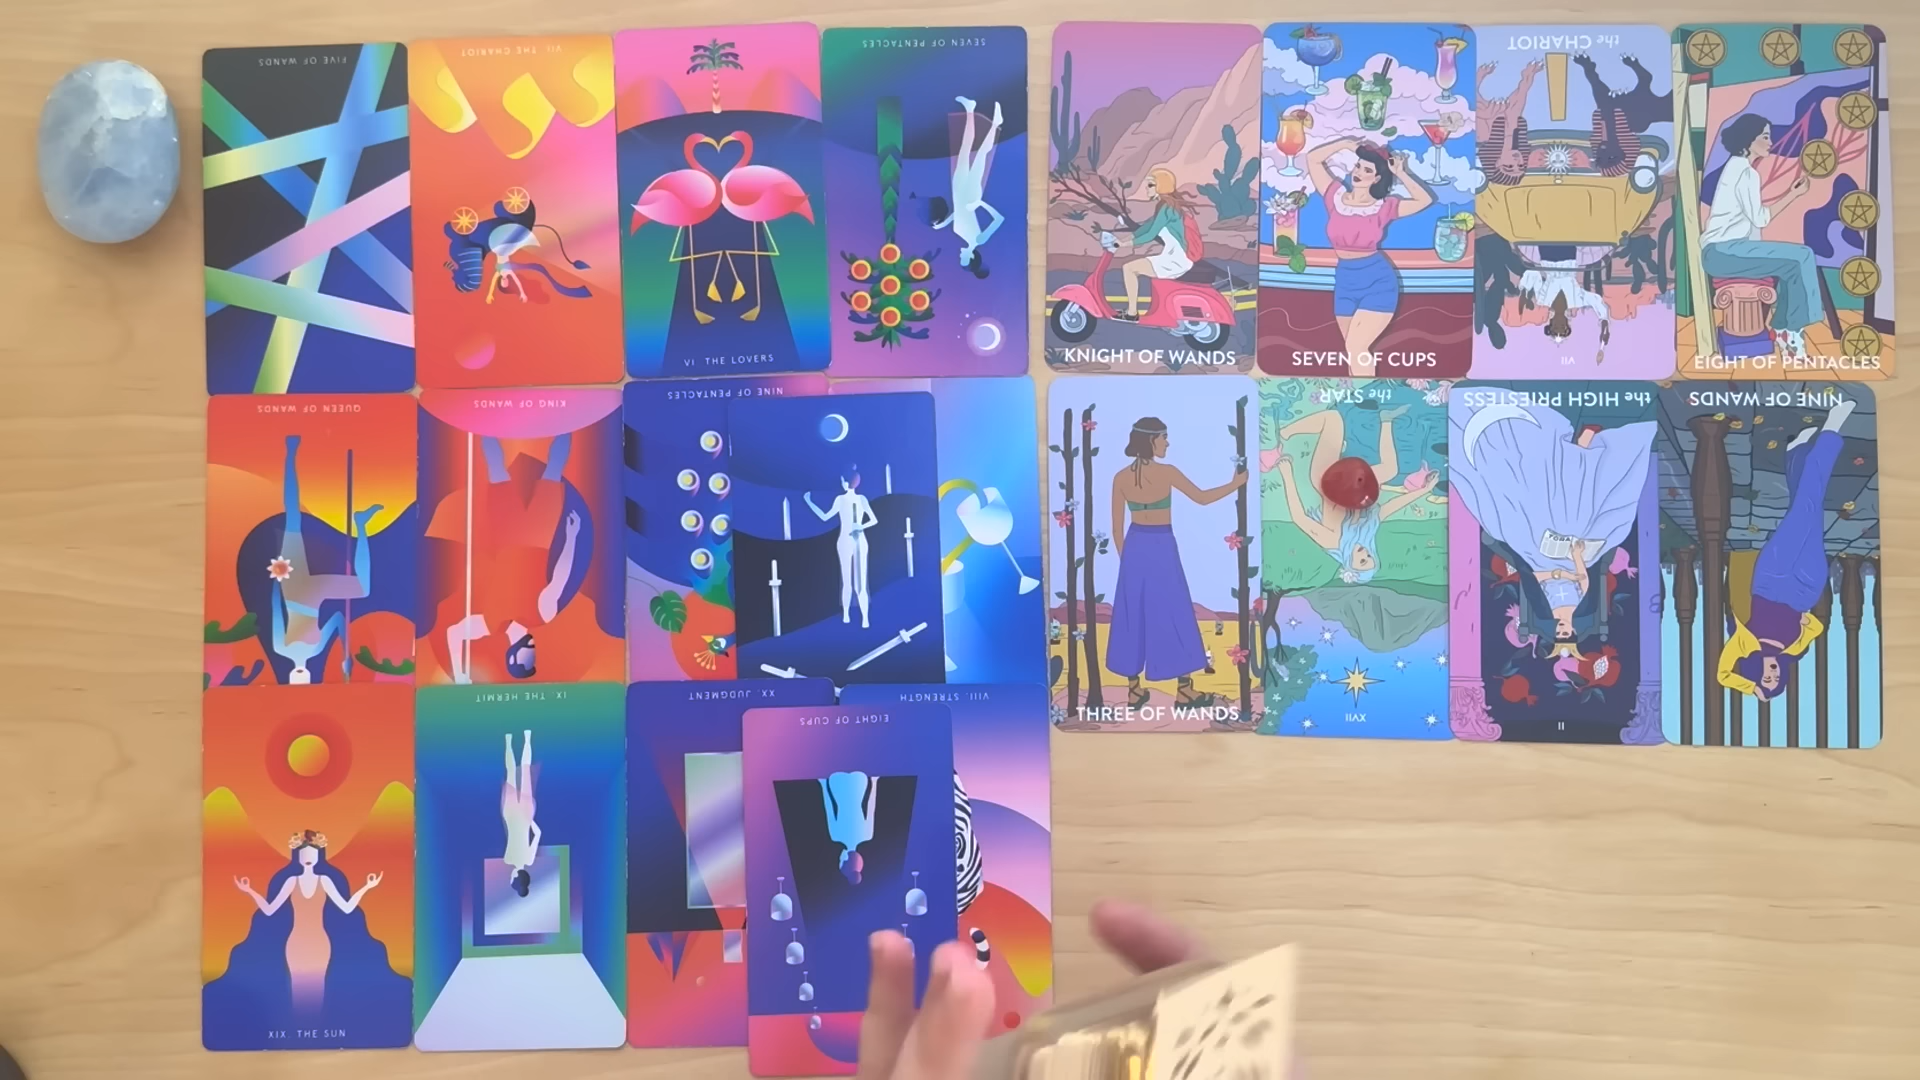 FIVE OF WANDS
VII. THE CHARIOT
VI THE LOVERS
SEVEN OF PENTACLES
KNIGHT OF WANDS
SEVEN OF CUPS
the CHARIOT
VII
EIGHT OF PENTACLES
QUEEN OF WANDS
KING OF WANDS
NINE OF PENTACLES
THREE OF WANDS
the STAR
XVII
the HIGH PRIESTESS
II
NINE OF WANDS
XIX. THE SUN
IX. THE HERMIT
XX. JUDGMENT
EIGHT OF CUPS
VIII. STRENGTH